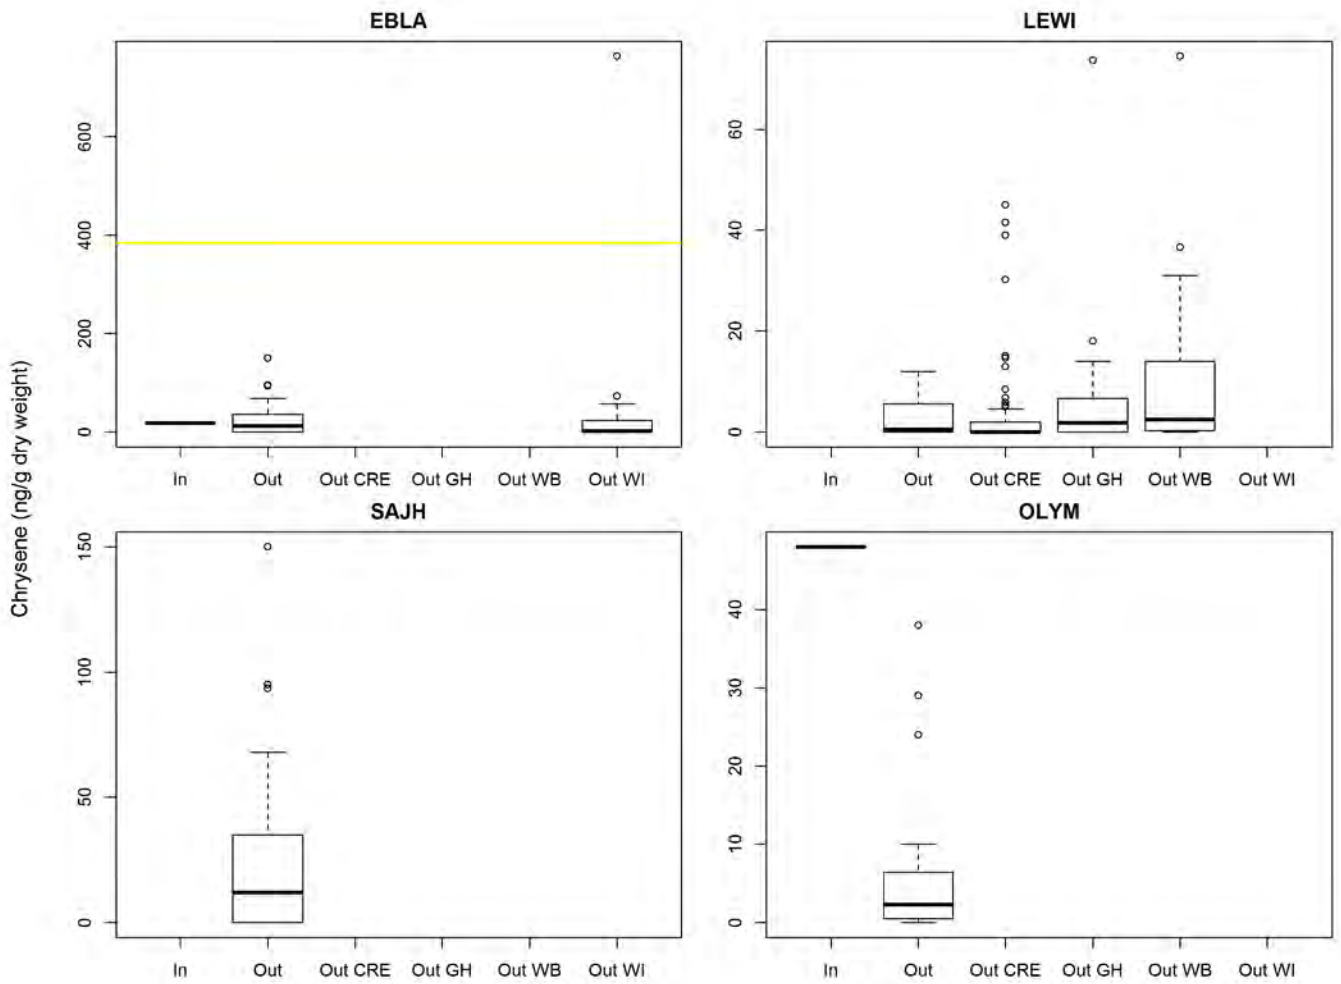 EBLA
LEWI
600
400
200
0
60
40
20
0
In Out Out CRE Out GH Out WB Out WI
In Out Out CRE Out GH Out WB Out WI
Chrysene (ng/g dry weight)
SAJH
OLYM
150
100
50
0
40
30
20
10
0
In Out Out CRE Out GH Out WB Out WI
In Out Out CRE Out GH Out WB Out WI